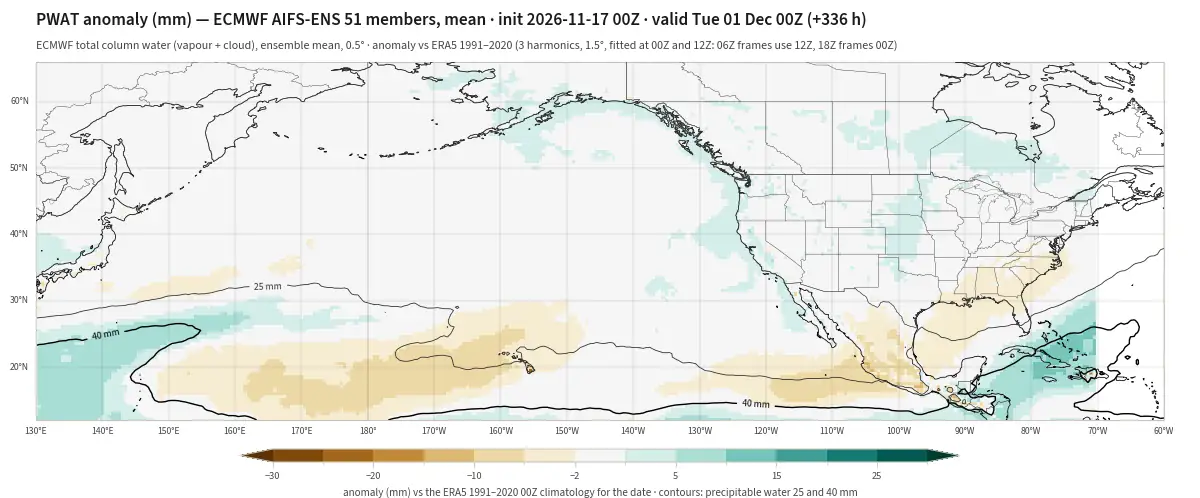 PWAT anomaly (mm) — ECMWF AIFS-ENS 51 members, mean · init 2026-11-17 00Z · valid Tue 01 Dec 00Z (+336 h)
ECMWF total column water (vapour + cloud), ensemble mean, 0.5° · anomaly vs ERA5 1991–2020 (3 harmonics, 1.5°, fitted at 00Z and 12Z: 06Z frames use 12Z, 18Z frames 00Z)
60°N
50°N
40°N
30°N
20°N
25 mm
40 mm
40 mm
130°E 140°E 150°E 160°E 170°E 180° 170°W 160°W 150°W 140°W 130°W 120°W 110°W 100°W 90°W 80°W 70°W 60°W
−30 −20 −10 −2 5 15 25
anomaly (mm) vs the ERA5 1991–2020 00Z climatology for the date · contours: precipitable water 25 and 40 mm